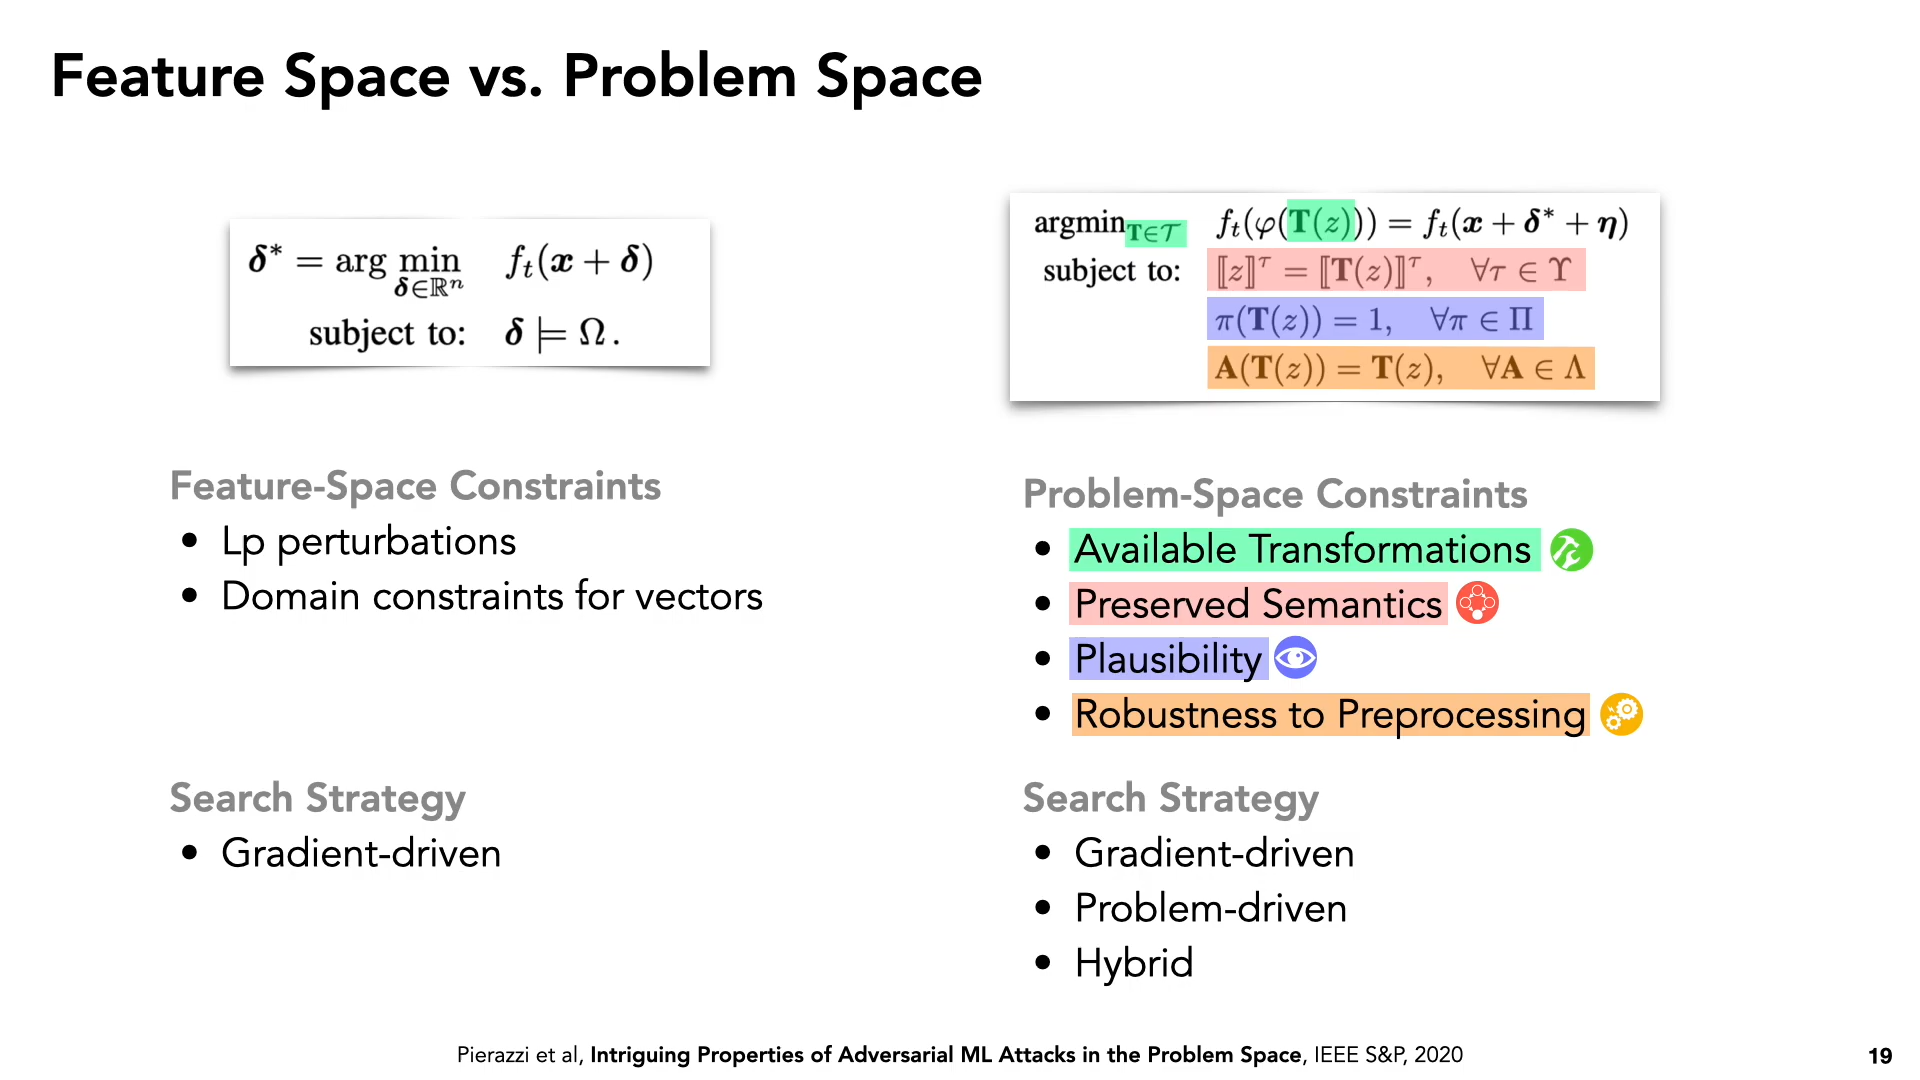 Feature Space vs. Problem Space
δ* = arg min f_t(x + δ)
δ∈ℝⁿ
subject to: δ ⊨ Ω.
argmin_{T∈𝒯} f_t(φ(T(z))) = f_t(x + δ* + η)
subject to: ⟦z⟧^τ = ⟦T(z)⟧^τ, ∀τ ∈ ϒ
π(T(z)) = 1, ∀π ∈ Π
A(T(z)) = T(z), ∀A ∈ Λ
Feature-Space Constraints
• Lp perturbations
• Domain constraints for vectors
Problem-Space Constraints
• Available Transformations
• Preserved Semantics
• Plausibility
• Robustness to Preprocessing
Search Strategy
• Gradient-driven
Search Strategy
• Gradient-driven
• Problem-driven
• Hybrid
Pierazzi et al, Intriguing Properties of Adversarial ML Attacks in the Problem Space, IEEE S&P, 2020
19